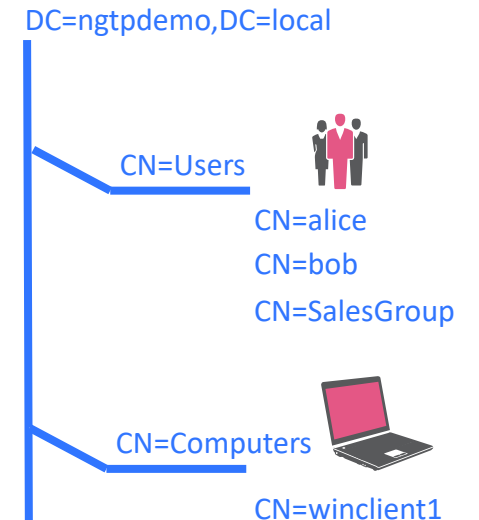 DC=ngtpdemo,DC=local
CN=Users
CN=alice
CN=bob
CN=SalesGroup
CN=Computers
CN=winclient1